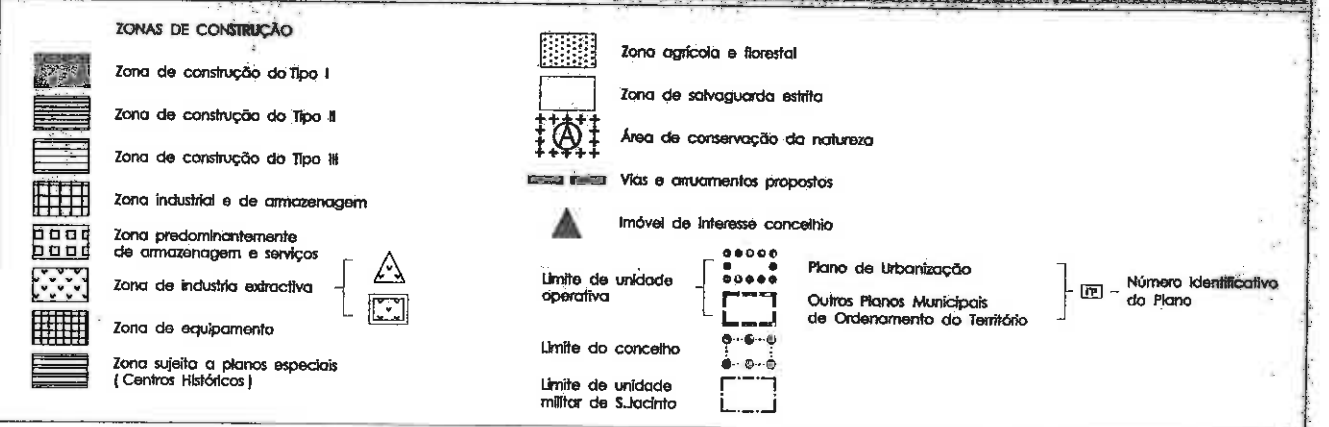 ZONAS DE CONSTRUÇÃO
Zona de construção do Tipo I
Zona de construção do Tipo II
Zona de construção do Tipo III
Zona industrial e de armazenagem
Zona predominantemente
de armazenagem e serviços
Zona de industria extractiva
Zona de equipamento
Zona sujeita a planos especiais
( Centros Históricos )
Zona agrícola e florestal
Zona de salvaguarda estrita
A
Área de conservação da natureza
Vias e arruamentos propostos
Imóvel de interesse concelhio
Limite de unidade
operativa
Plano de Urbanização
Outros Planos Municipais
de Ordenamento do Território
Número identificativo
do Plano
Limite do concelho
Limite de unidade
militar de S.Jacinto